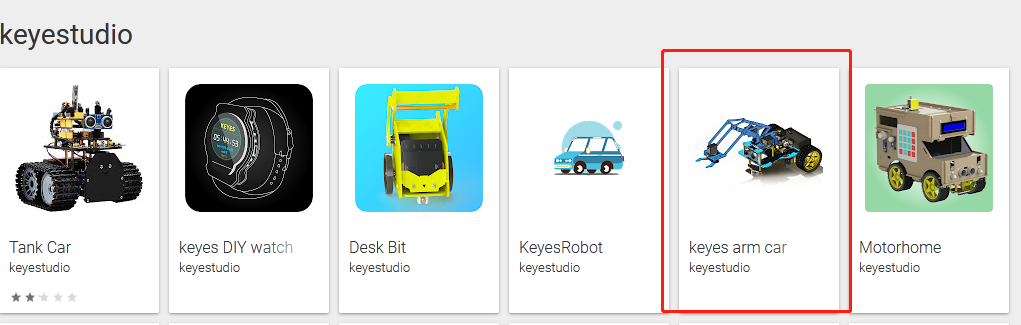 keyestudio
Tank Car
keyestudio
KEYES
keyes DIY watch
keyestudio
Desk Bit
keyestudio
KeyesRobot
keyestudio
keyes arm car
keyestudio
Motorhome
keyestudio